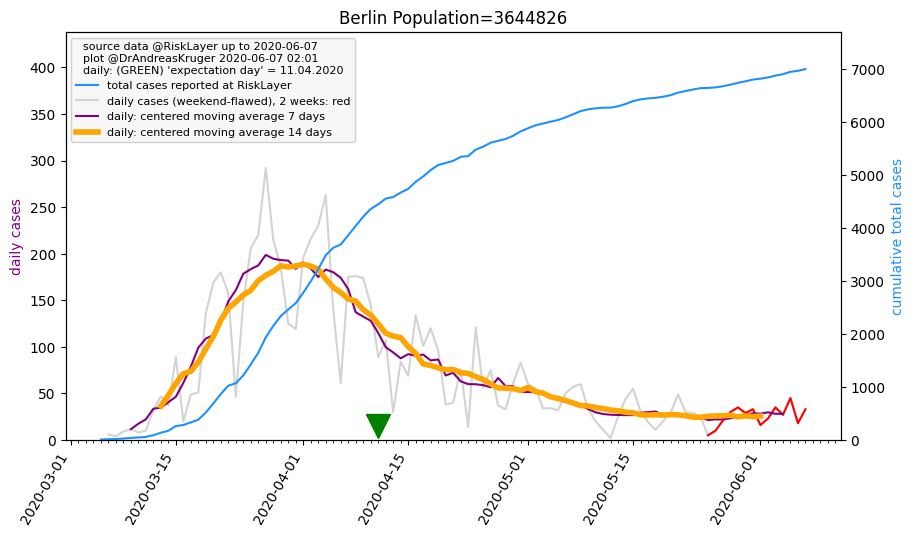 Berlin Population=3644826
source data @RiskLayer up to 2020-06-07
plot @DrAndreasKruger 2020-06-07 02:01
daily: (GREEN) 'expectation day' = 11.04.2020
total cases reported at RiskLayer
daily cases (weekend-flawed), 2 weeks: red
daily: centered moving average 7 days
daily: centered moving average 14 days
daily cases
400
350
300
250
200
150
100
50
0
7000
6000
5000
4000
3000
2000
1000
0
cumulative total cases
2020-03-01
2020-03-15
2020-04-01
2020-04-15
2020-05-01
2020-05-15
2020-06-01